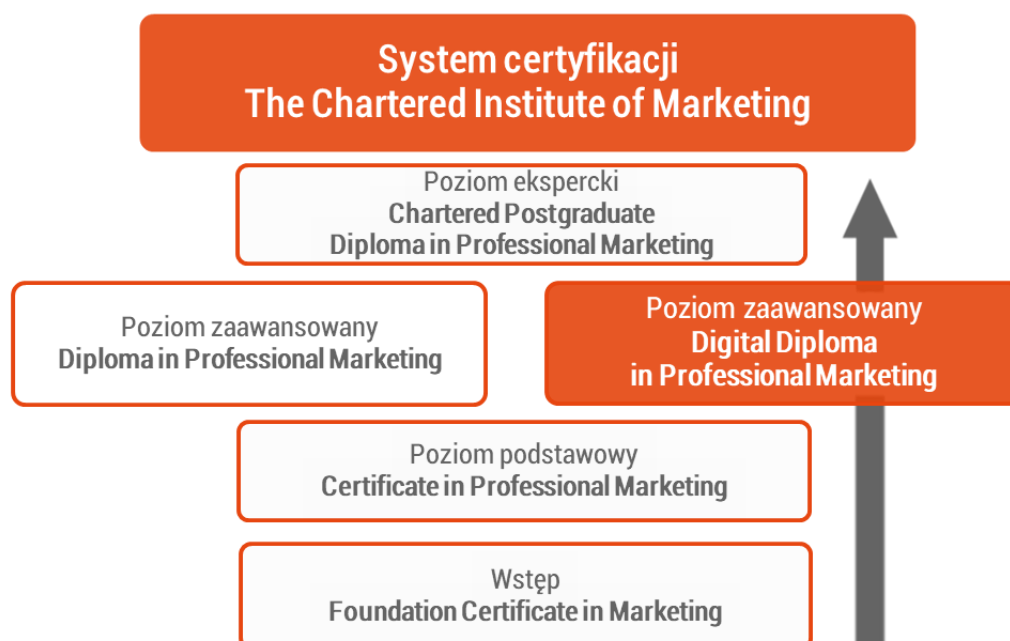 System certyfikacji
The Chartered Institute of Marketing
Poziom ekspercki
Chartered Postgraduate
Diploma in Professional Marketing
Poziom zaawansowany
Diploma in Professional Marketing
Poziom zaawansowany
Digital Diploma
in Professional Marketing
Poziom podstawowy
Certificate in Professional Marketing
Wstęp
Foundation Certificate in Marketing